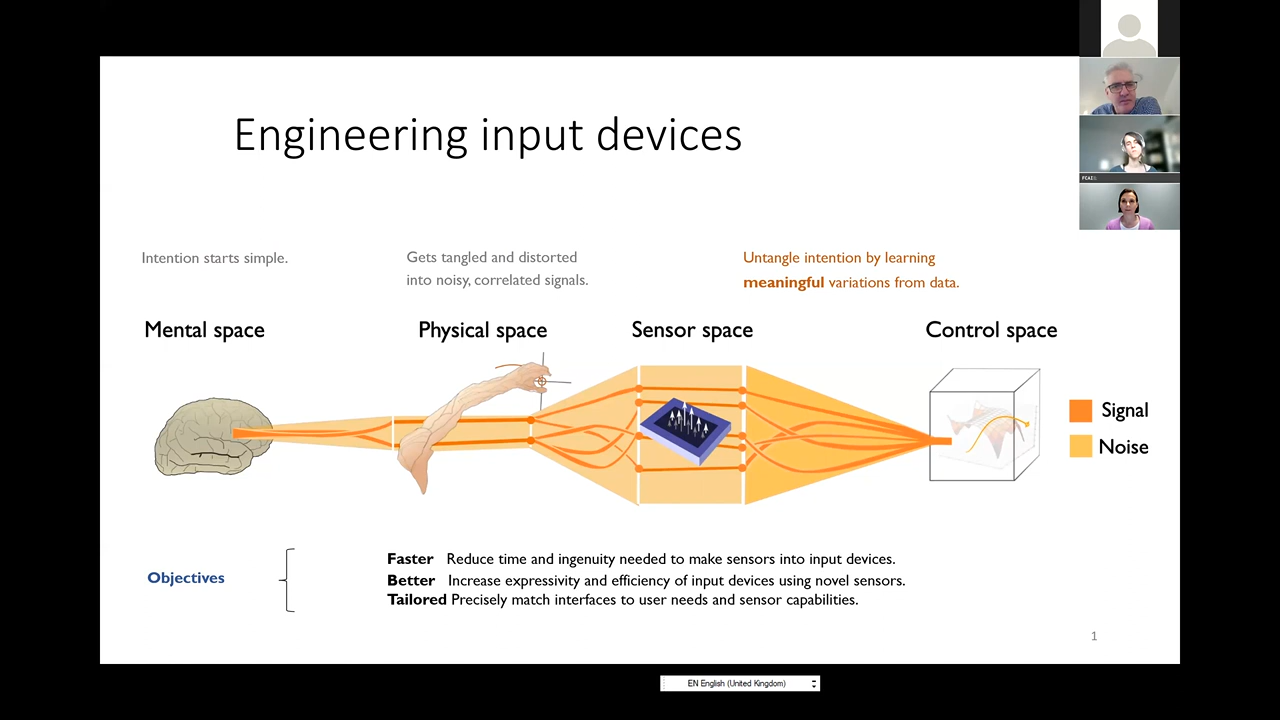 Engineering input devices
Intention starts simple.
Gets tangled and distorted
into noisy, correlated signals.
Untangle intention by learning
meaningful variations from data.
Mental space
Physical space
Sensor space
Control space
Signal
Noise
Objectives
Faster Reduce time and ingenuity needed to make sensors into input devices.
Better Increase expressivity and efficiency of input devices using novel sensors.
Tailored Precisely match interfaces to user needs and sensor capabilities.
1
EN English (United Kingdom)